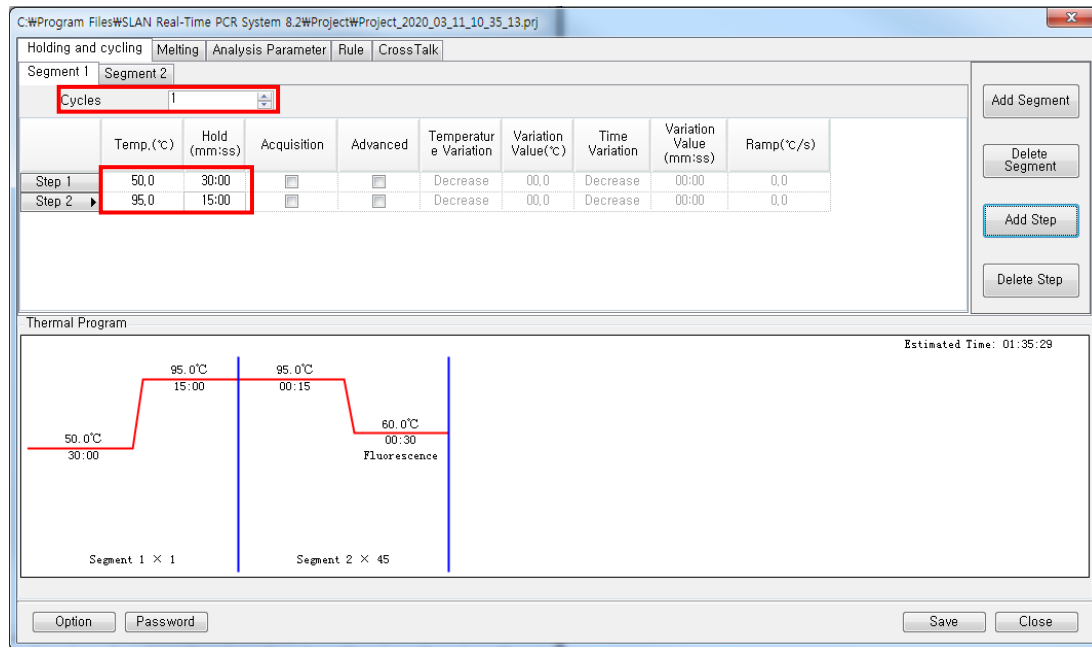 C:₩Program Files₩SLAN Real-Time PCR System 8.2₩Project₩Project_2020_03_11_10_35_13.prj
Holding and cycling Melting Analysis Parameter Rule CrossTalk
Segment 1 Segment 2
Cycles 1
Temp.(℃) Hold (mm:ss) Acquisition Advanced Temperatur e Variation Variation Value(℃) Time Variation Variation Value (mm:ss) Ramp(℃/s)
Step 1 50.0 30:00 Decrease 00.0 Decrease 00:00 0.0
Step 2 95.0 15:00 Decrease 00.0 Decrease 00:00 0.0
Add Segment
Delete Segment
Add Step
Delete Step
Thermal Program
Estimated Time: 01:35:29
95.0℃ 95.0℃
15:00 00:15
60.0℃
50.0℃ 00:30
30:00 Fluorescence
Segment 1 × 1 Segment 2 × 45
Option Password Save Close